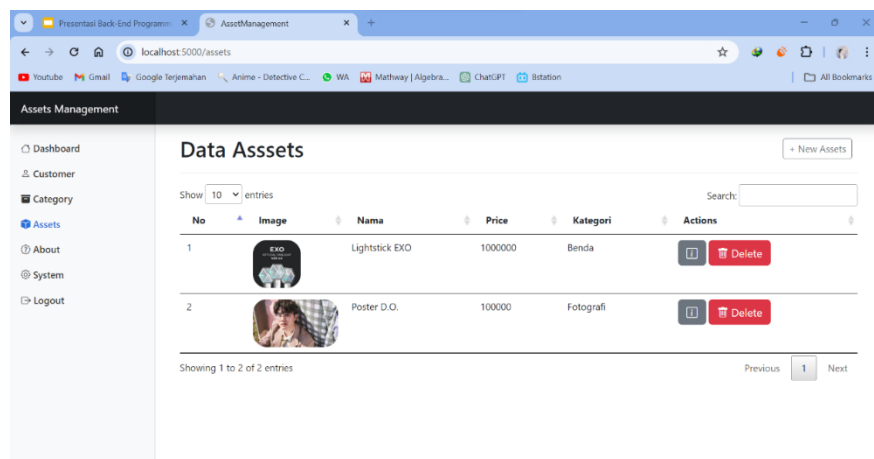 Presentasi Back-End Programmi
AssetManagement
localhost:5000/assets
Youtube Gmail Google Terjemahan Anime - Detective C... WA Mathway | Algebra... ChatGPT Bstation All Bookmarks
Assets Management
Dashboard
Customer
Category
Assets
About
System
Logout
Data Asssets
+ New Assets
Show 10 entries
Search:
No Image Nama Price Kategori Actions
1 EXO Lightstick EXO 1000000 Benda Delete
2 Poster D.O. 100000 Fotografi Delete
Showing 1 to 2 of 2 entries
Previous 1 Next